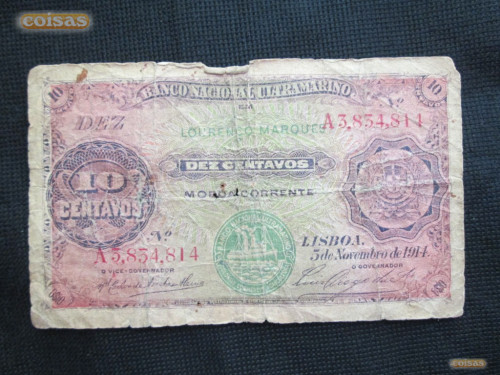 coisas
BANCO NACIONAL ULTRAMARINO
10
10
EM
Nº
DEZ
A3,834,814
LOURENÇO MARQUES
DEZ CENTAVOS
10
CENTAVOS
MOEDA CORRENTE
Nº
A3,834,814
LISBOA,
5 de Novembro de 1914
O VICE-GOVERNADOR
O GOVERNADOR
coisas